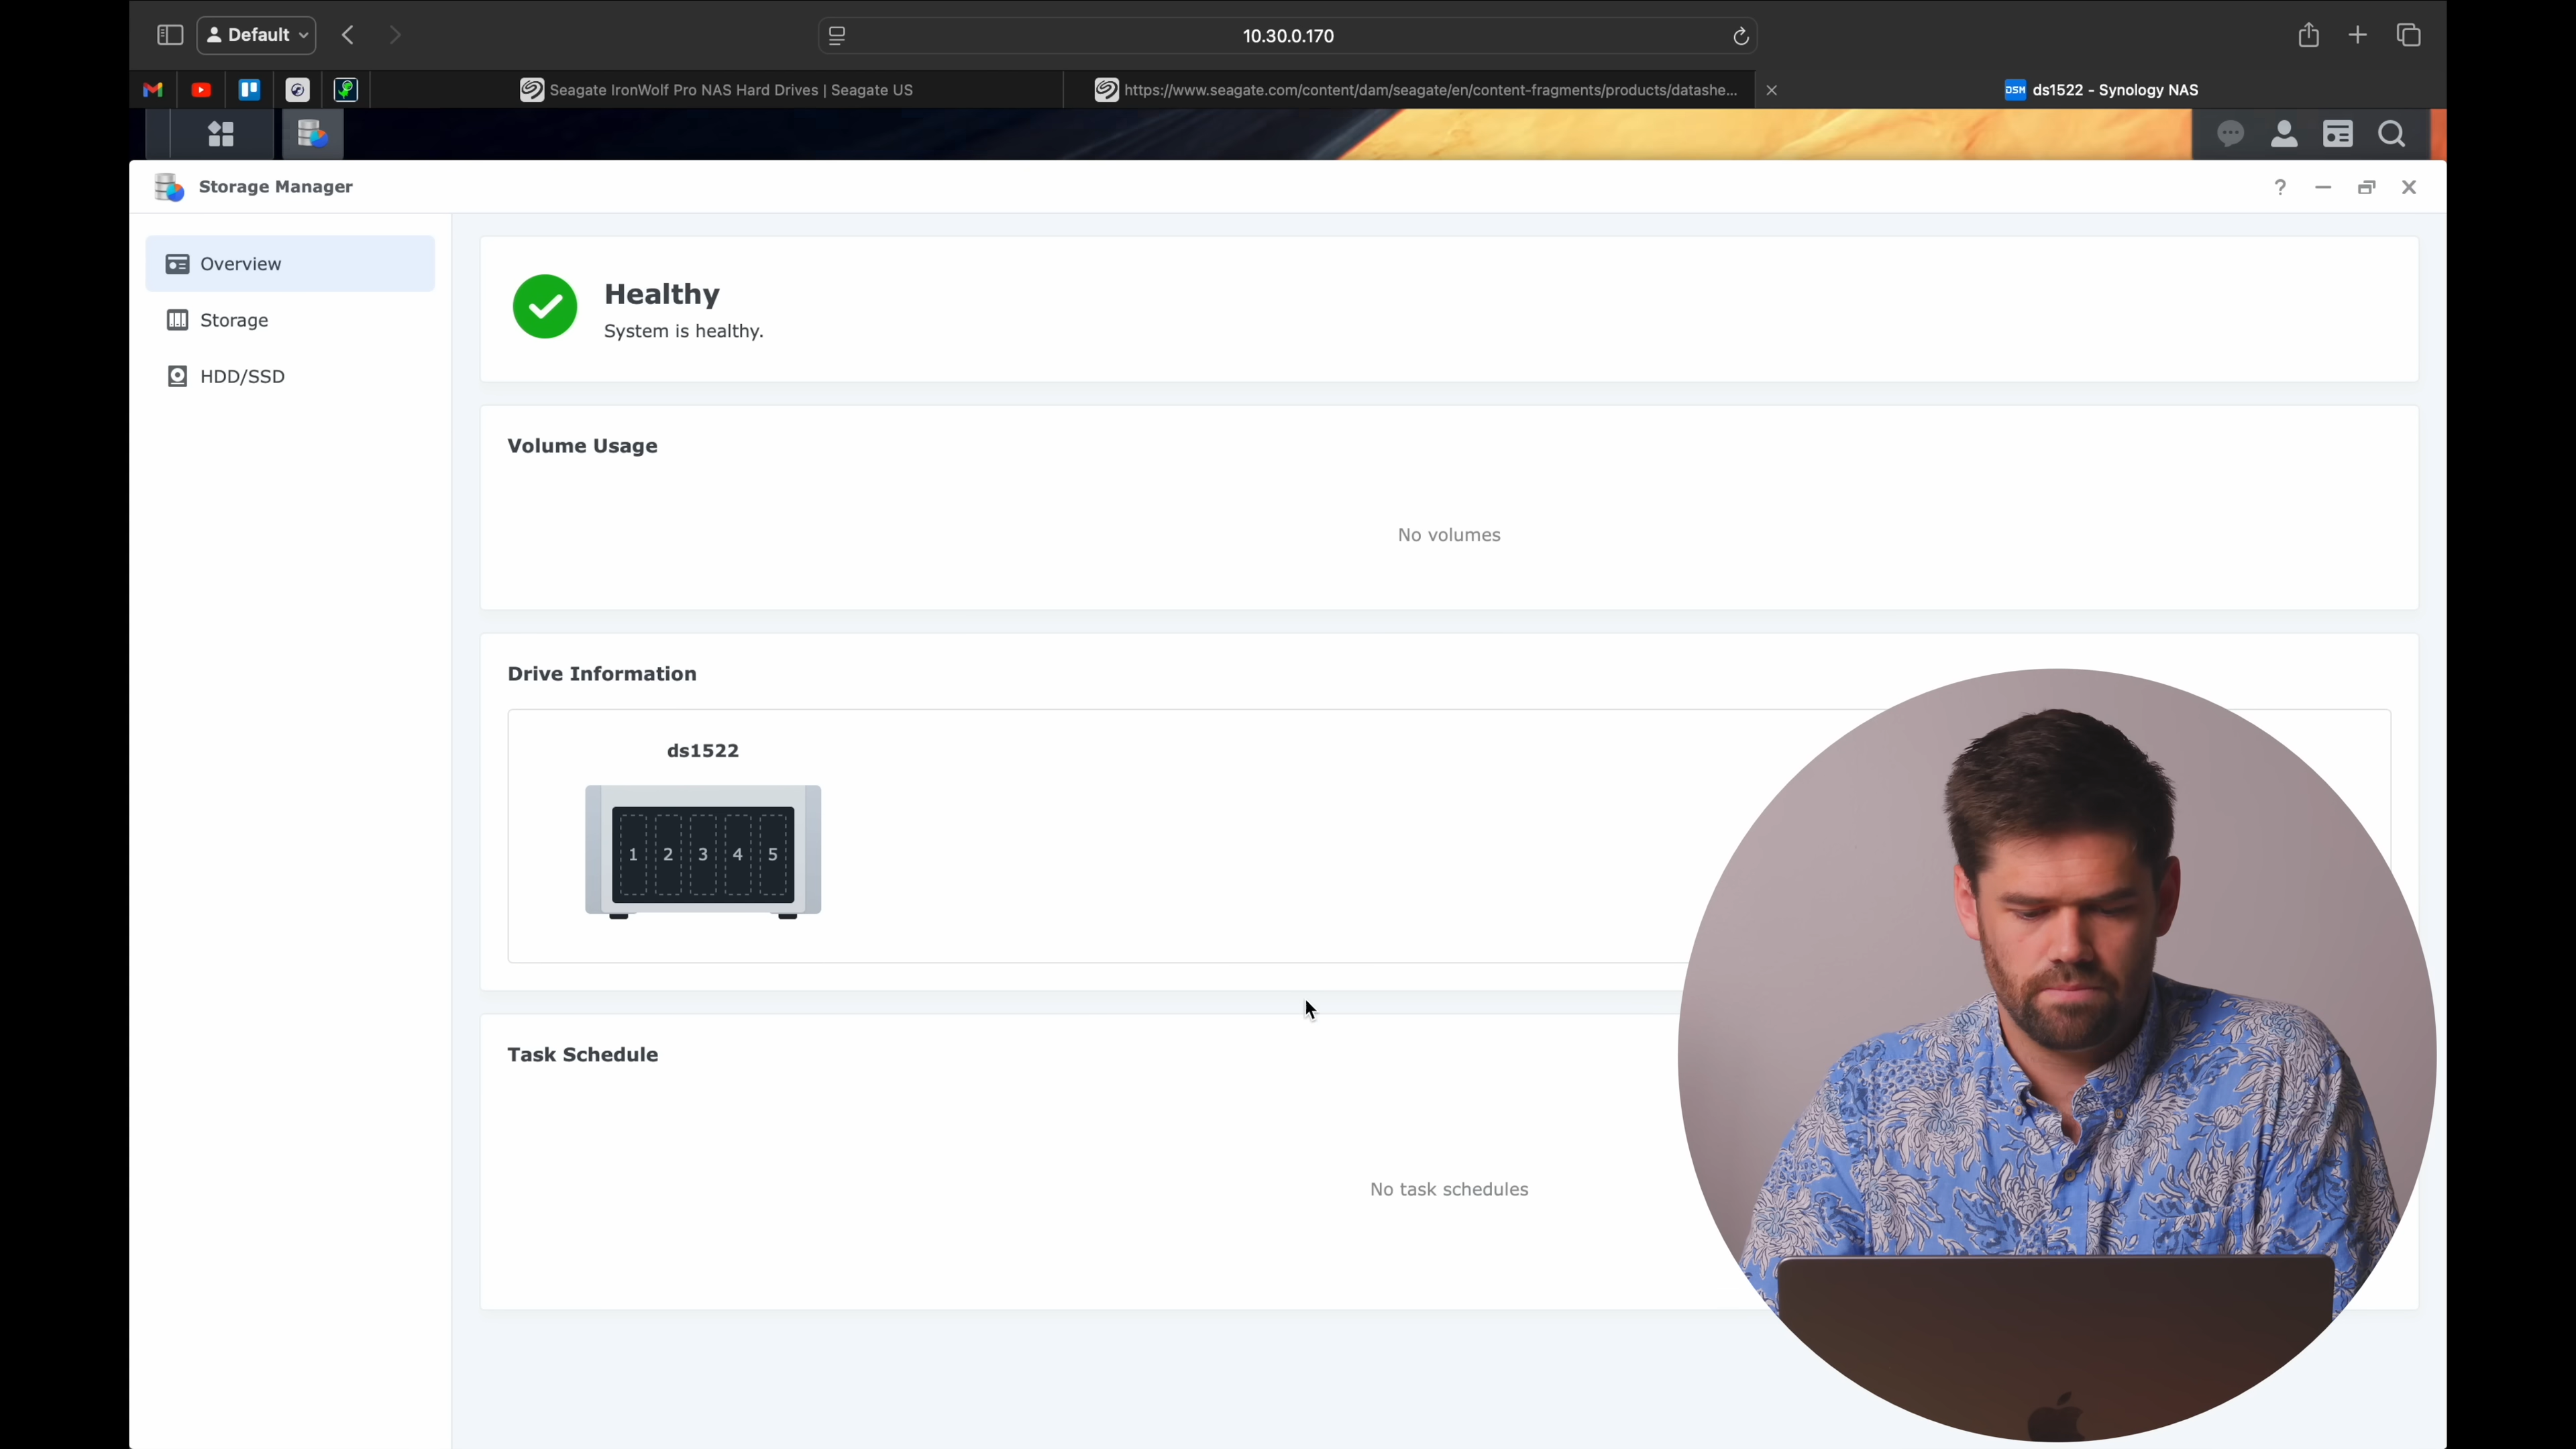 Default
10.30.0.170
Seagate IronWolf Pro NAS Hard Drives | Seagate US
https://www.seagate.com/content/dam/seagate/en/content-fragments/products/datashe...
DSM ds1522 - Synology NAS
Storage Manager
Overview
Storage
HDD/SSD
Healthy
System is healthy.
Volume Usage
No volumes
Drive Information
ds1522
1 2 3 4 5
Task Schedule
No task schedules